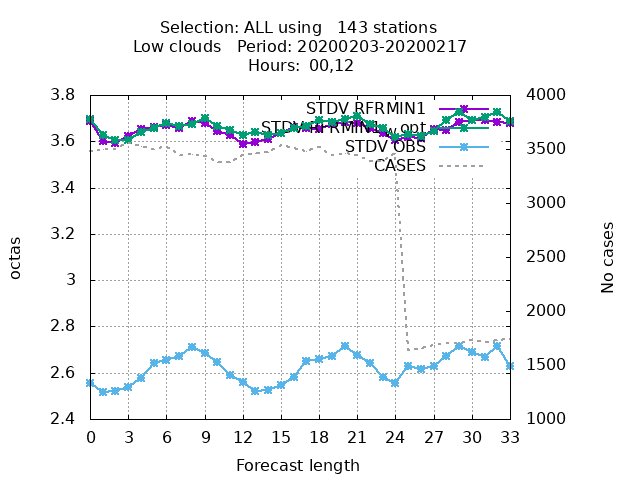 Selection: ALL using 143 stations
Low clouds Period: 20200203-20200217
Hours: 00,12
STDV RFRMIN1
STDV RFRMIN1_w_opt
STDV OBS
CASES
octas
3.8
3.6
3.4
3.2
3
2.8
2.6
2.4
No cases
4000
3500
3000
2500
2000
1500
1000
0 3 6 9 12 15 18 21 24 27 30 33
Forecast length